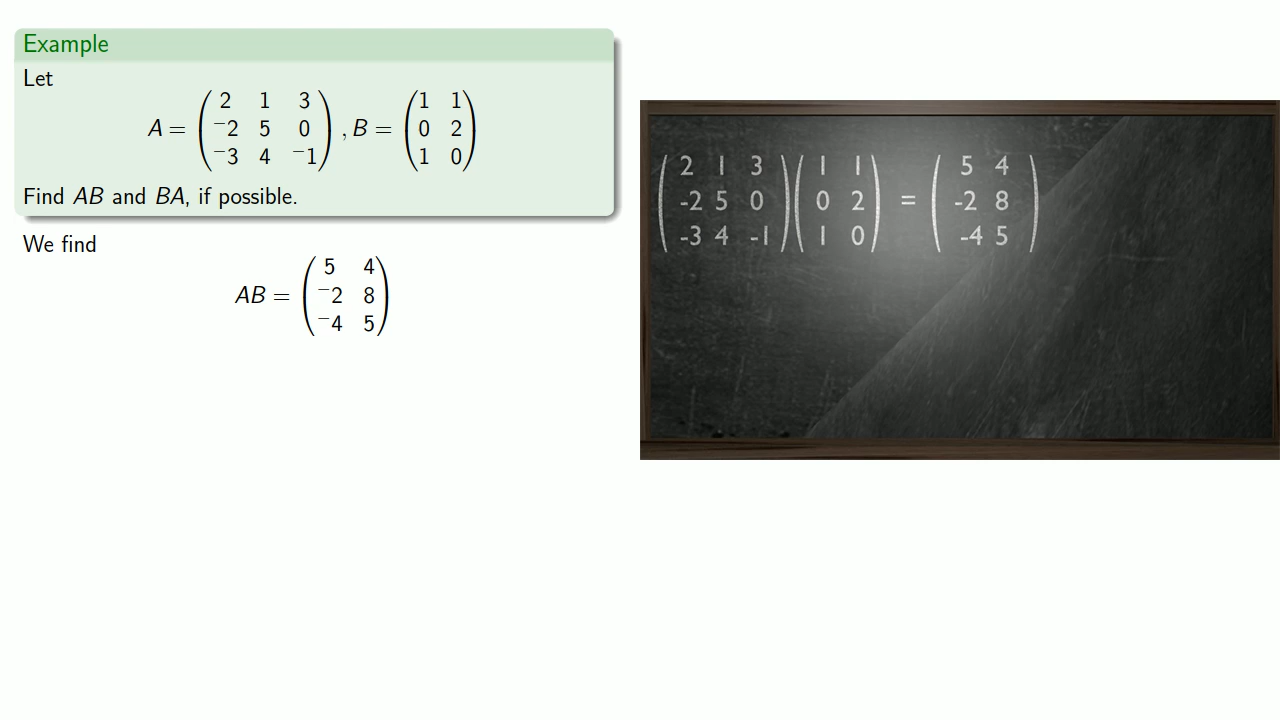 Example
Let
A = ( 2 1 3 ; ⁻2 5 0 ; ⁻3 4 ⁻1 ) , B = ( 1 1 ; 0 2 ; 1 0 )
Find AB and BA, if possible.
We find
AB = ( 5 4 ; ⁻2 8 ; ⁻4 5 )
( 2 1 3 ; -2 5 0 ; -3 4 -1 ) ( 1 1 ; 0 2 ; 1 0 ) = ( 5 4 ; -2 8 ; -4 5 )